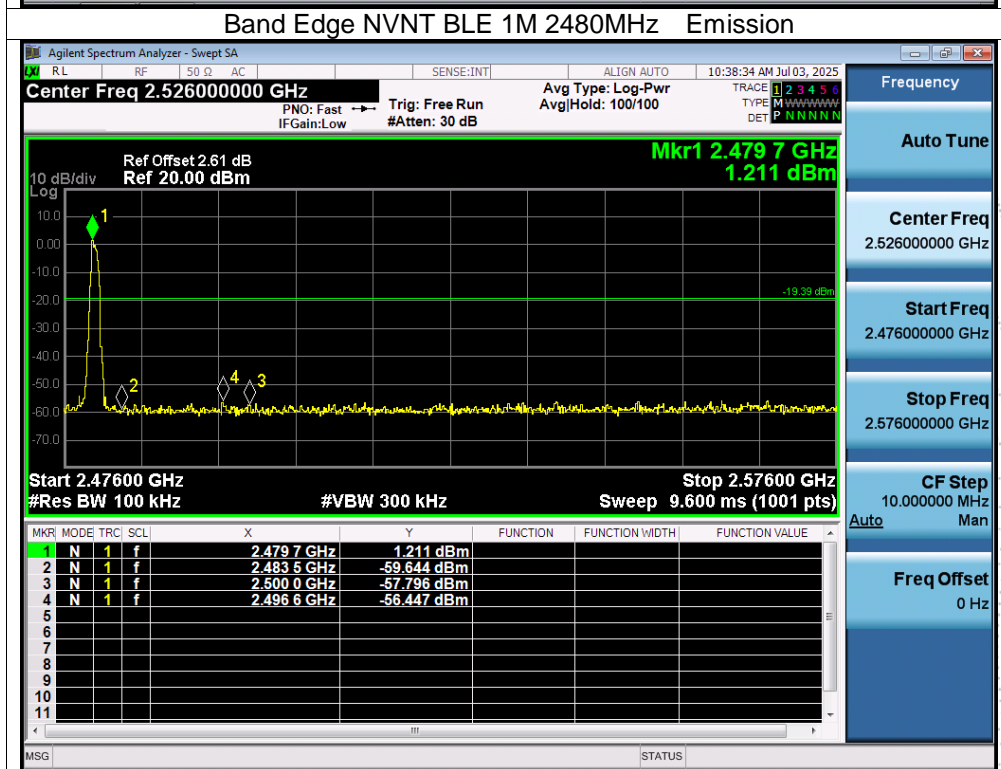 Band Edge NVNT BLE 1M 2480MHz Emission
Agilent Spectrum Analyzer - Swept SA
LXI RL RF 50 Ω AC SENSE:INT ALIGN AUTO 10:38:34 AM Jul 03, 2025
Center Freq 2.526000000 GHz
PNO: Fast
IFGain:Low
Trig: Free Run
#Atten: 30 dB
Avg Type: Log-Pwr
Avg|Hold: 100/100
TRACE 1 2 3 4 5 6
TYPE M WWWWW
DET P N N N N N
Frequency
Auto Tune
Center Freq
2.526000000 GHz
Start Freq
2.476000000 GHz
Stop Freq
2.576000000 GHz
CF Step
10.000000 MHz
Auto Man
Freq Offset
0 Hz
Mkr1 2.479 7 GHz
1.211 dBm
Ref Offset 2.61 dB
10 dB/div Ref 20.00 dBm
Log
10.0
0.00
-10.0
-20.0
-30.0
-40.0
-50.0
-60.0
-70.0
1
2
4
3
-19.39 dBm
Start 2.47600 GHz Stop 2.57600 GHz
#Res BW 100 kHz #VBW 300 kHz Sweep 9.600 ms (1001 pts)
MKR MODE TRC SCL X Y FUNCTION FUNCTION WIDTH FUNCTION VALUE
1 N 1 f 2.479 7 GHz 1.211 dBm
2 N 1 f 2.483 5 GHz -59.644 dBm
3 N 1 f 2.500 0 GHz -57.796 dBm
4 N 1 f 2.496 6 GHz -56.447 dBm
5
6
7
8
9
10
11
MSG STATUS